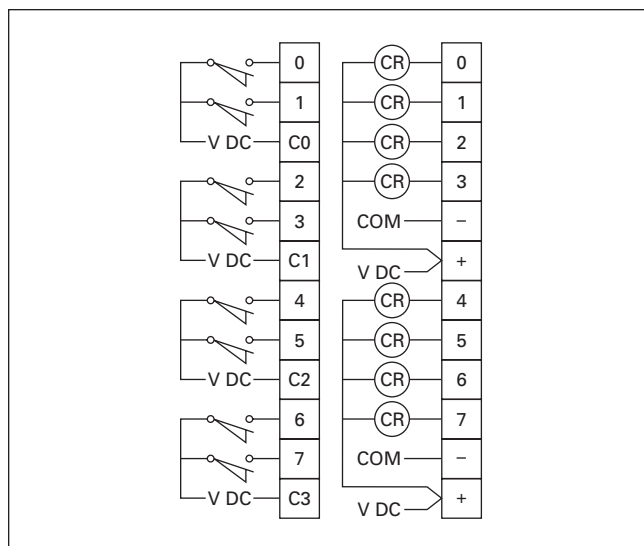 0
1
V DC C0
2
3
V DC C1
4
5
V DC C2
6
7
V DC C3
CR 0
CR 1
CR 2
CR 3
COM −
+
V DC
CR 4
CR 5
CR 6
CR 7
COM −
+
V DC